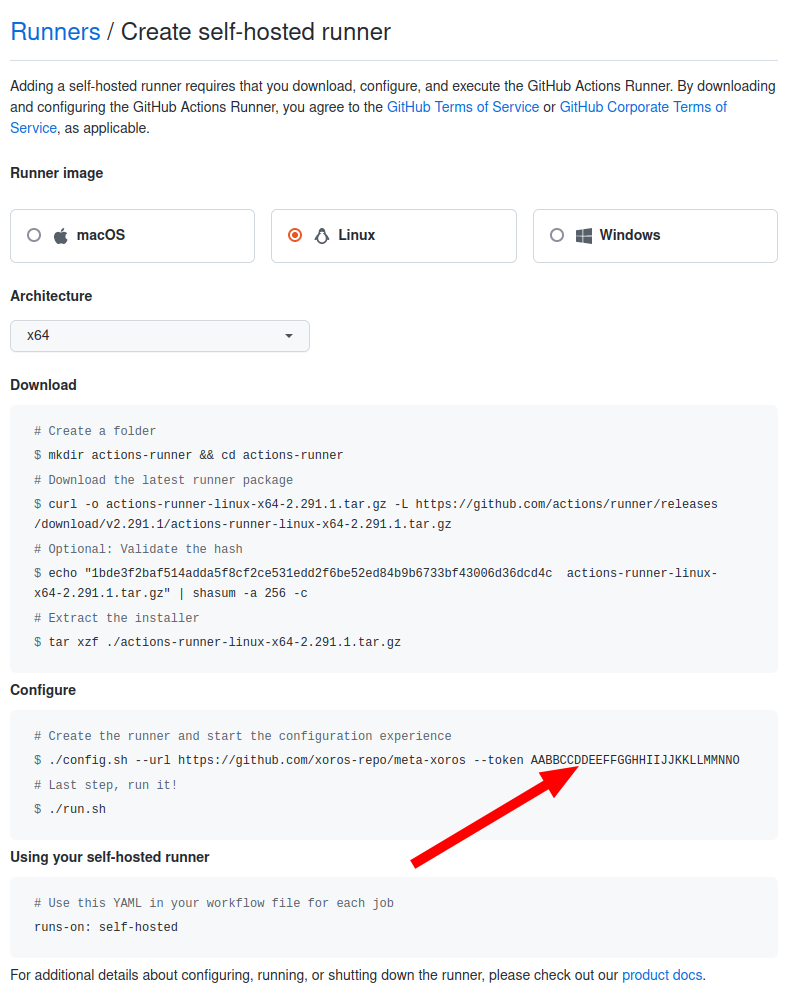 Runners / Create self-hosted runner
Adding a self-hosted runner requires that you download, configure, and execute the GitHub Actions Runner. By downloading
and configuring the GitHub Actions Runner, you agree to the GitHub Terms of Service or GitHub Corporate Terms of
Service, as applicable.
Runner image
macOS
Linux
Windows
Architecture
x64
Download
# Create a folder
$ mkdir actions-runner && cd actions-runner
# Download the latest runner package
$ curl -o actions-runner-linux-x64-2.291.1.tar.gz -L https://github.com/actions/runner/releases
/download/v2.291.1/actions-runner-linux-x64-2.291.1.tar.gz
# Optional: Validate the hash
$ echo "1bde3f2baf514adda5f8cf2ce531edd2f6be52ed84b9b6733bf43006d36dcd4c  actions-runner-linux-
x64-2.291.1.tar.gz" | shasum -a 256 -c
# Extract the installer
$ tar xzf ./actions-runner-linux-x64-2.291.1.tar.gz
Configure
# Create the runner and start the configuration experience
$ ./config.sh --url https://github.com/xoros-repo/meta-xoros --token AABBCCDDEEFFGGHHIIJJKKLLMMNNO
# Last step, run it!
$ ./run.sh
Using your self-hosted runner
# Use this YAML in your workflow file for each job
runs-on: self-hosted
For additional details about configuring, running, or shutting down the runner, please check out our product docs.